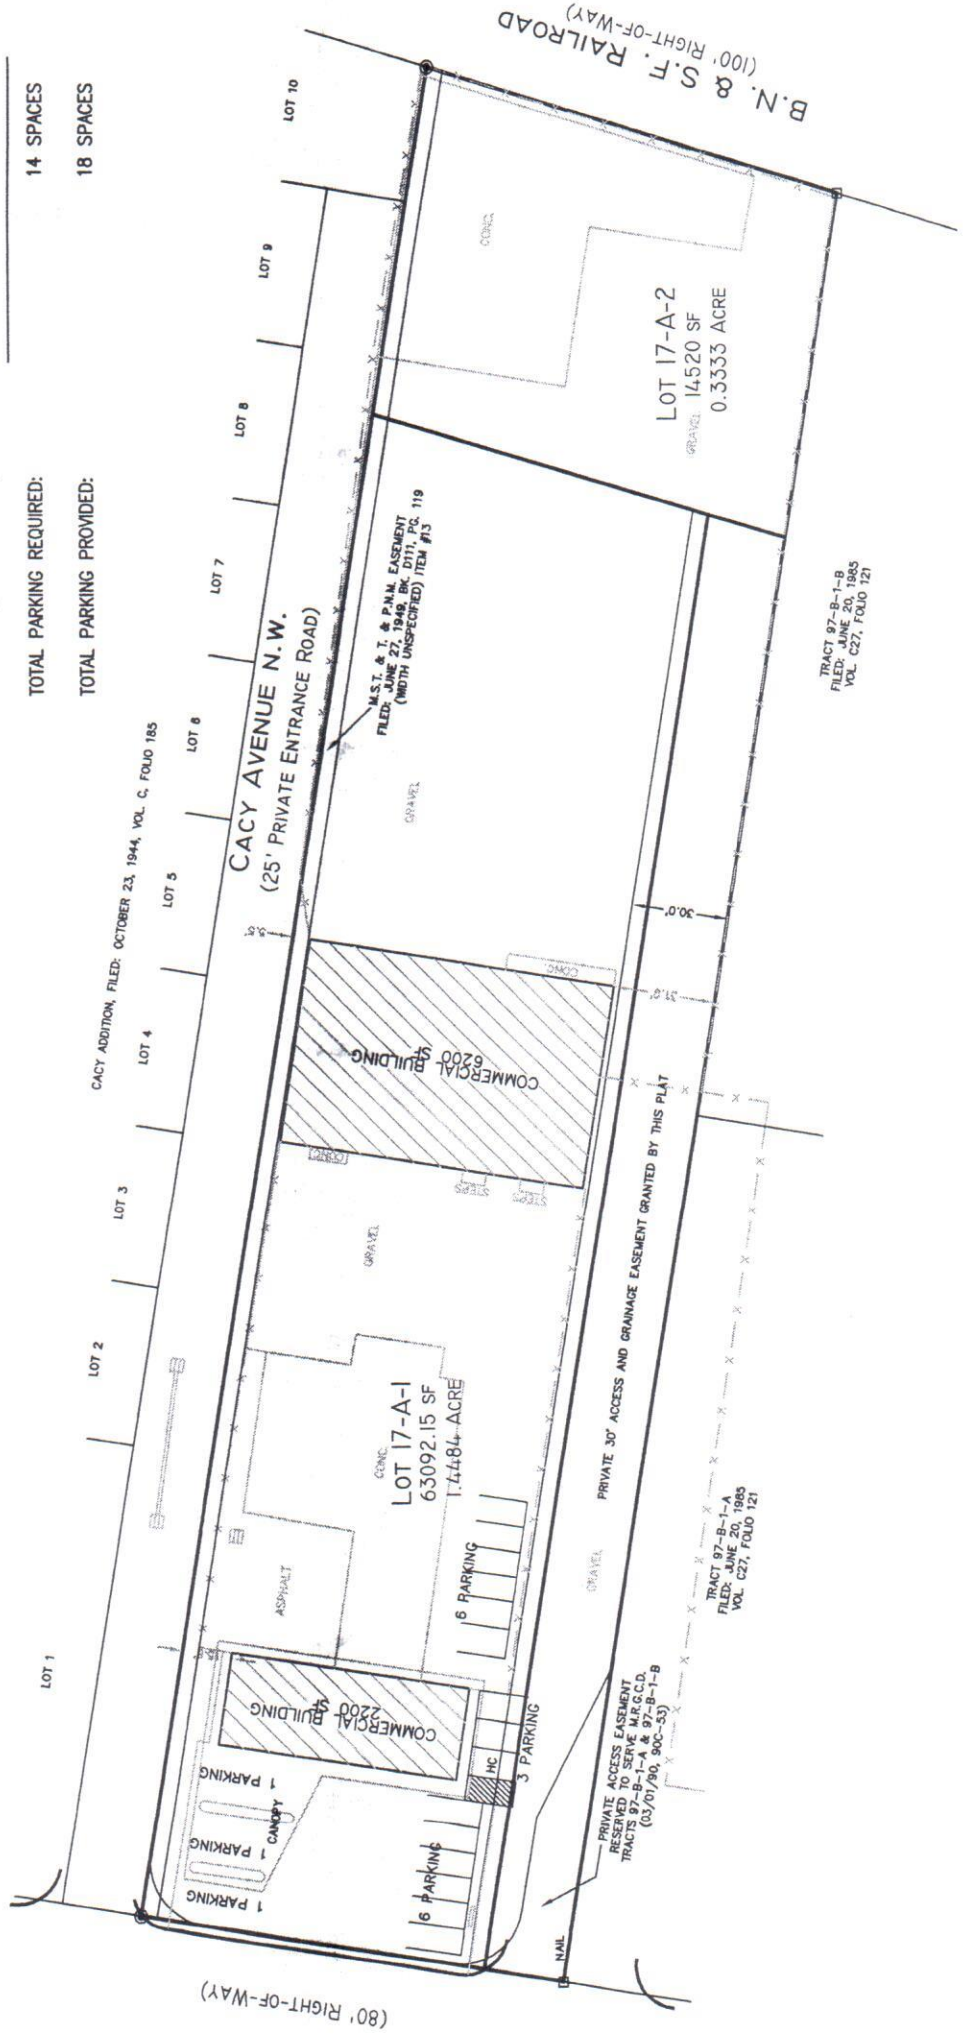 TOTAL PARKING REQUIRED: 14 SPACES
TOTAL PARKING PROVIDED: 18 SPACES
CACY ADDITION, FILED: OCTOBER 23, 1944, VOL. C, FOLIO 185
LOT 1
LOT 2
LOT 3
LOT 4
LOT 5
LOT 6
LOT 7
LOT 8
LOT 9
LOT 10
CACY AVENUE N.W.
(25' PRIVATE ENTRANCE ROAD)
M.S.T. & T. & P.N.M. EASEMENT
FILED: JUNE 27, 1949, BK. D111, PG. 119
(WIDTH UNSPECIFIED) ITEM #13
B.N. & S.F. RAILROAD
(100' RIGHT-OF-WAY)
CONC.
LOT 17-A-2
14520 SF
0.3333 ACRE
GRAVEL
GRAVEL
COMMERCIAL BUILDING
6200 SF
CONC
CONC
30.0'
31.0'
GRAVEL
CONC.
LOT 17-A-1
63092.15 SF
1.4484 ACRE
ASPHALT
COMMERCIAL BUILDING
2200 SF
1 PARKING
1 PARKING
1 PARKING
CANOPY
6 PARKING
6 PARKING
3 PARKING
HC
GRAVEL
PRIVATE 30' ACCESS AND GRAINAGE EASEMENT GRANTED BY THIS PLAT
PRIVATE ACCESS EASEMENT
RESERVED TO SERVE M.R.G.C.D.
TRACTS 97-B-1-A & 97-B-1-B
(03/01/90, 90C-53)
TRACT 97-B-1-A
FILED: JUNE 20, 1985
VOL. C27, FOLIO 121
TRACT 97-B-1-B
FILED: JUNE 20, 1985
VOL. C27, FOLIO 121
NAIL
(80' RIGHT-OF-WAY)